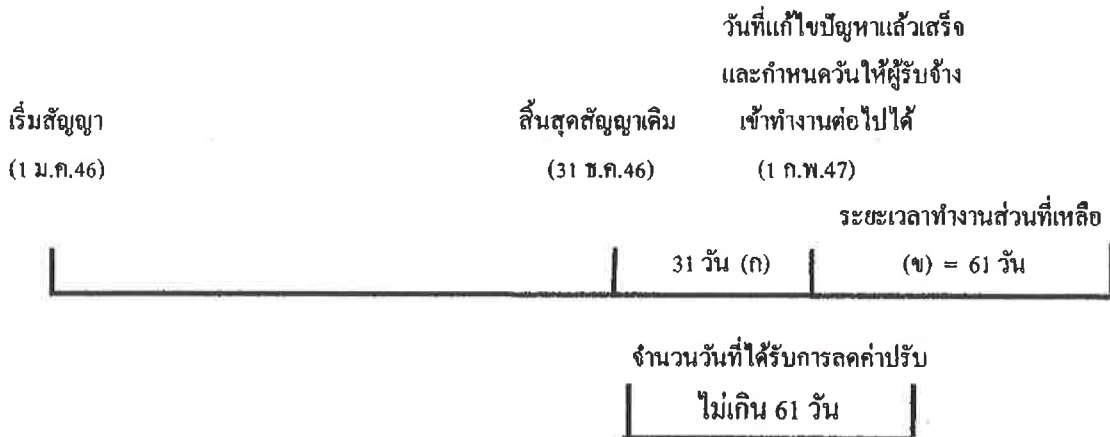 วันที่แก้ไขปัญหาแล้วเสร็จ
และกำหนดวันให้ผู้รับจ้าง
เริ่มสัญญา สิ้นสุดสัญญาเดิม เข้าทำงานต่อไปได้
(1 ม.ค.46) (31 ธ.ค.46) (1 ก.พ.47)
ระยะเวลาทำงานส่วนที่เหลือ
31 วัน (ก) (ข) = 61 วัน
จำนวนวันที่ได้รับการลดค่าปรับ
ไม่เกิน 61 วัน